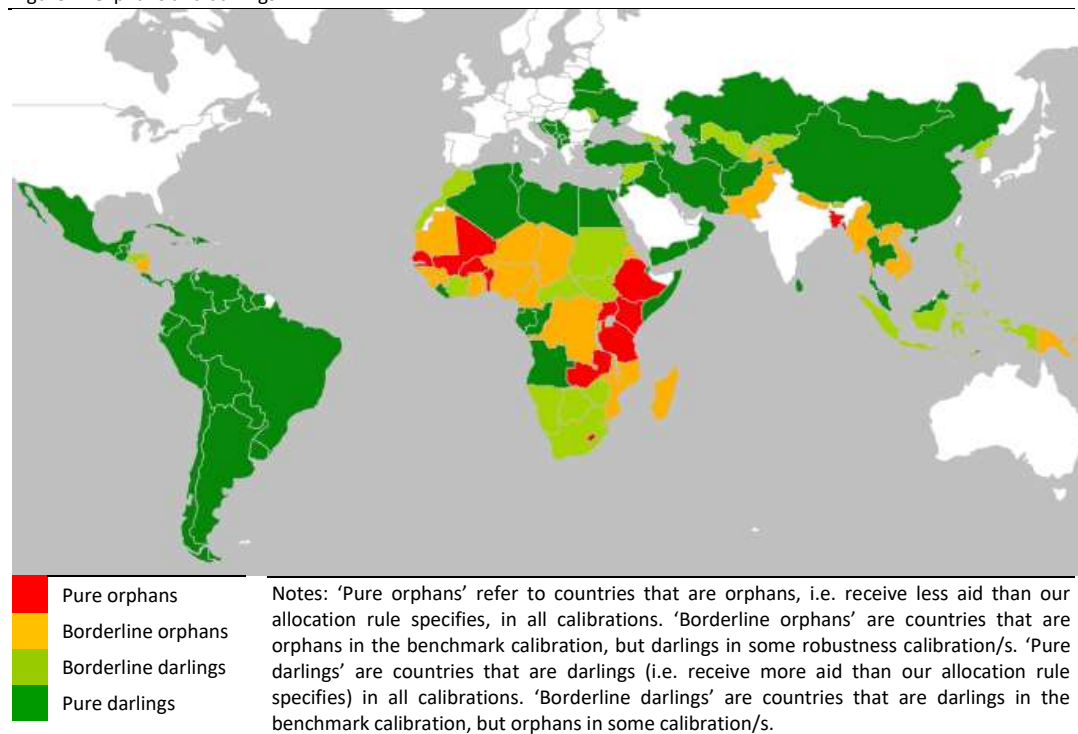 Pure orphans
Borderline orphans
Borderline darlings
Pure darlings
Notes: ‘Pure orphans’ refer to countries that are orphans, i.e. receive less aid than our
allocation rule specifies, in all calibrations. ‘Borderline orphans’ are countries that are
orphans in the benchmark calibration, but darlings in some robustness calibration/s. ‘Pure
darlings’ are countries that are darlings (i.e. receive more aid than our allocation rule
specifies) in all calibrations. ‘Borderline darlings’ are countries that are darlings in the
benchmark calibration, but orphans in some calibration/s.